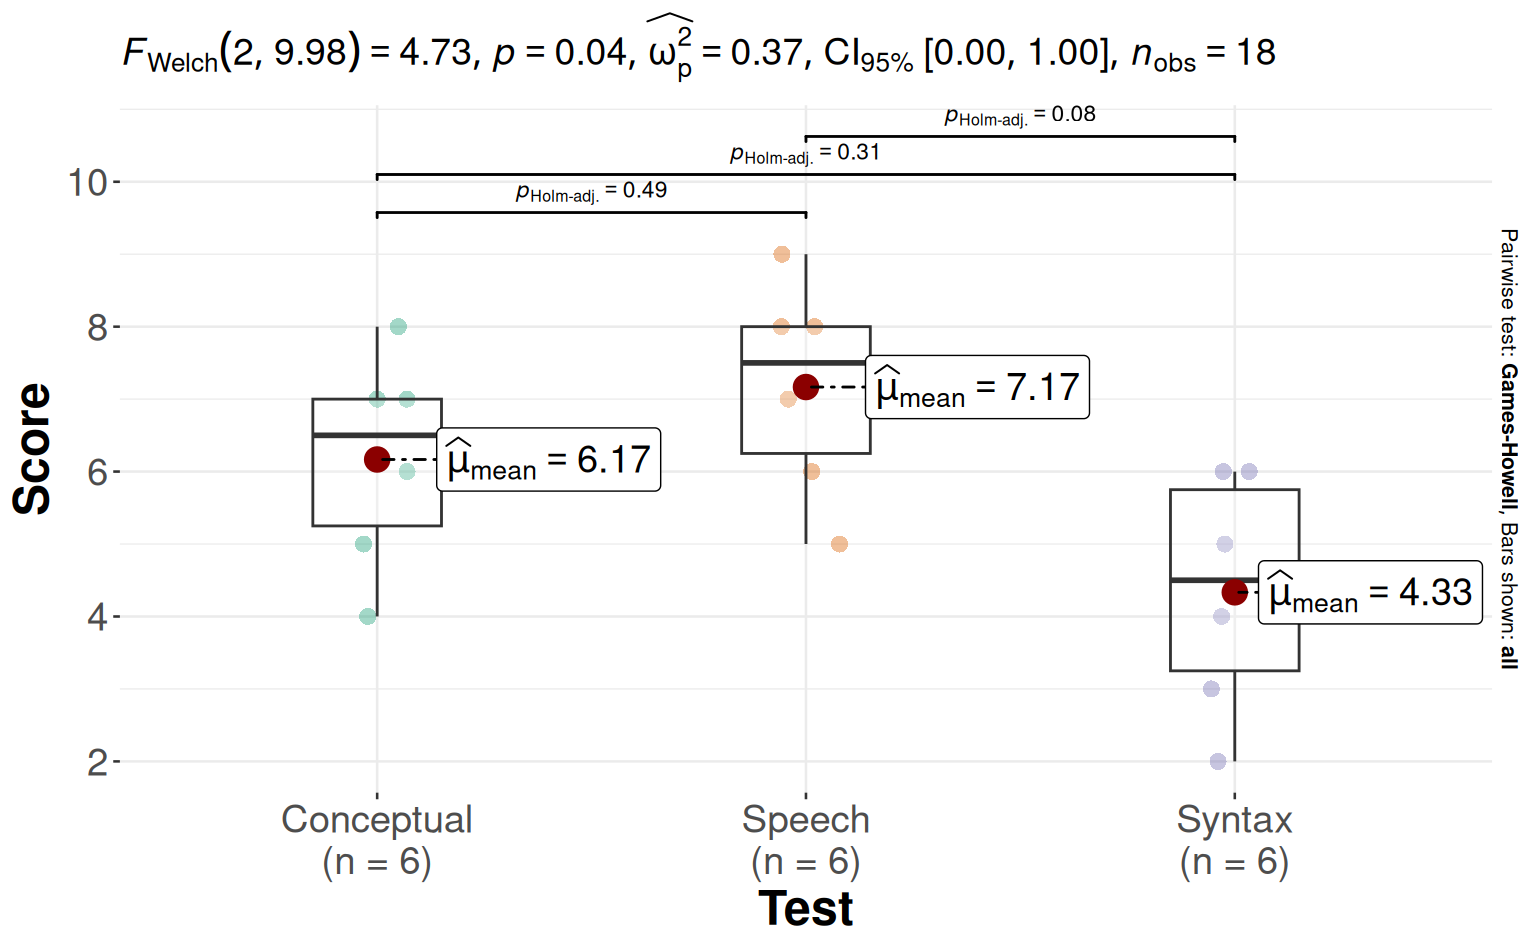 F_Welch(2, 9.98) = 4.73, p = 0.04, ω̂²_p = 0.37, CI_95% [0.00, 1.00], n_obs = 18
p_Holm-adj. = 0.08
p_Holm-adj. = 0.31
p_Holm-adj. = 0.49
10
8
6
4
2
Score
μ̂_mean = 6.17
μ̂_mean = 7.17
μ̂_mean = 4.33
Conceptual
(n = 6)
Speech
(n = 6)
Syntax
(n = 6)
Test
Pairwise test: Games-Howell, Bars shown: all